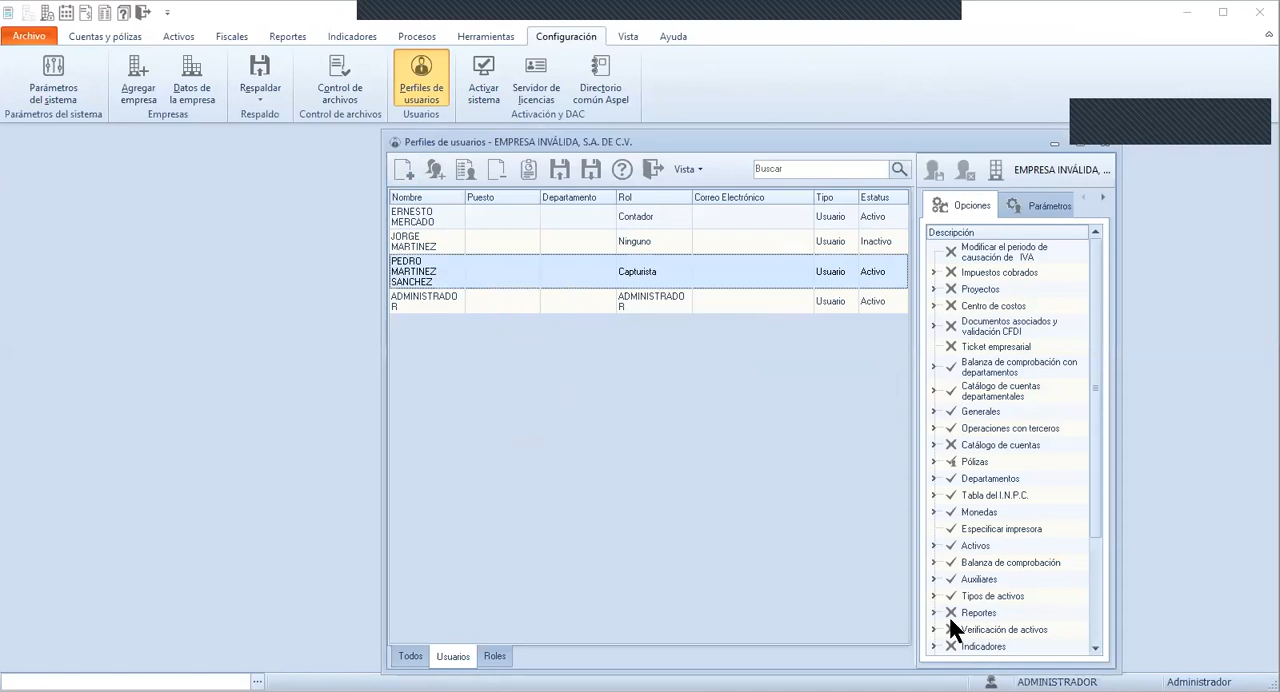 Archivo
Cuentas y pólizas
Activos
Fiscales
Reportes
Indicadores
Procesos
Herramientas
Configuración
Vista
Ayuda
Parámetros
del sistema
Agregar
empresa
Datos de
la empresa
Respaldar
Control de
archivos
Perfiles de
usuarios
Activar
sistema
Servidor de
licencias
Directorio
común Aspel
Parámetros del sistema
Empresas
Respaldo
Control de archivos
Usuarios
Activación y DAC
Perfiles de usuarios - EMPRESA INVÁLIDA, S.A. DE C.V.
Vista
Buscar
EMPRESA INVÁLIDA, ...
Opciones
Parámetros
Nombre
Puesto
Departamento
Rol
Correo Electrónico
Tipo
Estatus
ERNESTO
MERCADO
Contador
Usuario
Activo
JORGE
MARTINEZ
Ninguno
Usuario
Inactivo
PEDRO
MARTINEZ
SANCHEZ
Capturista
Usuario
Activo
ADMINISTRADO
R
ADMINISTRADO
R
Usuario
Activo
Descripción
Modificar el periodo de
causación de IVA
Impuestos cobrados
Proyectos
Centro de costos
Documentos asociados y
validación CFDI
Ticket empresarial
Balanza de comprobación con
departamentos
Catálogo de cuentas
departamentales
Generales
Operaciones con terceros
Catálogo de cuentas
Pólizas
Departamentos
Tabla del I.N.P.C.
Monedas
Especificar impresora
Activos
Balanza de comprobación
Auxiliares
Tipos de activos
Reportes
Verificación de activos
Indicadores
Todos
Usuarios
Roles
ADMINISTRADOR
Administrador